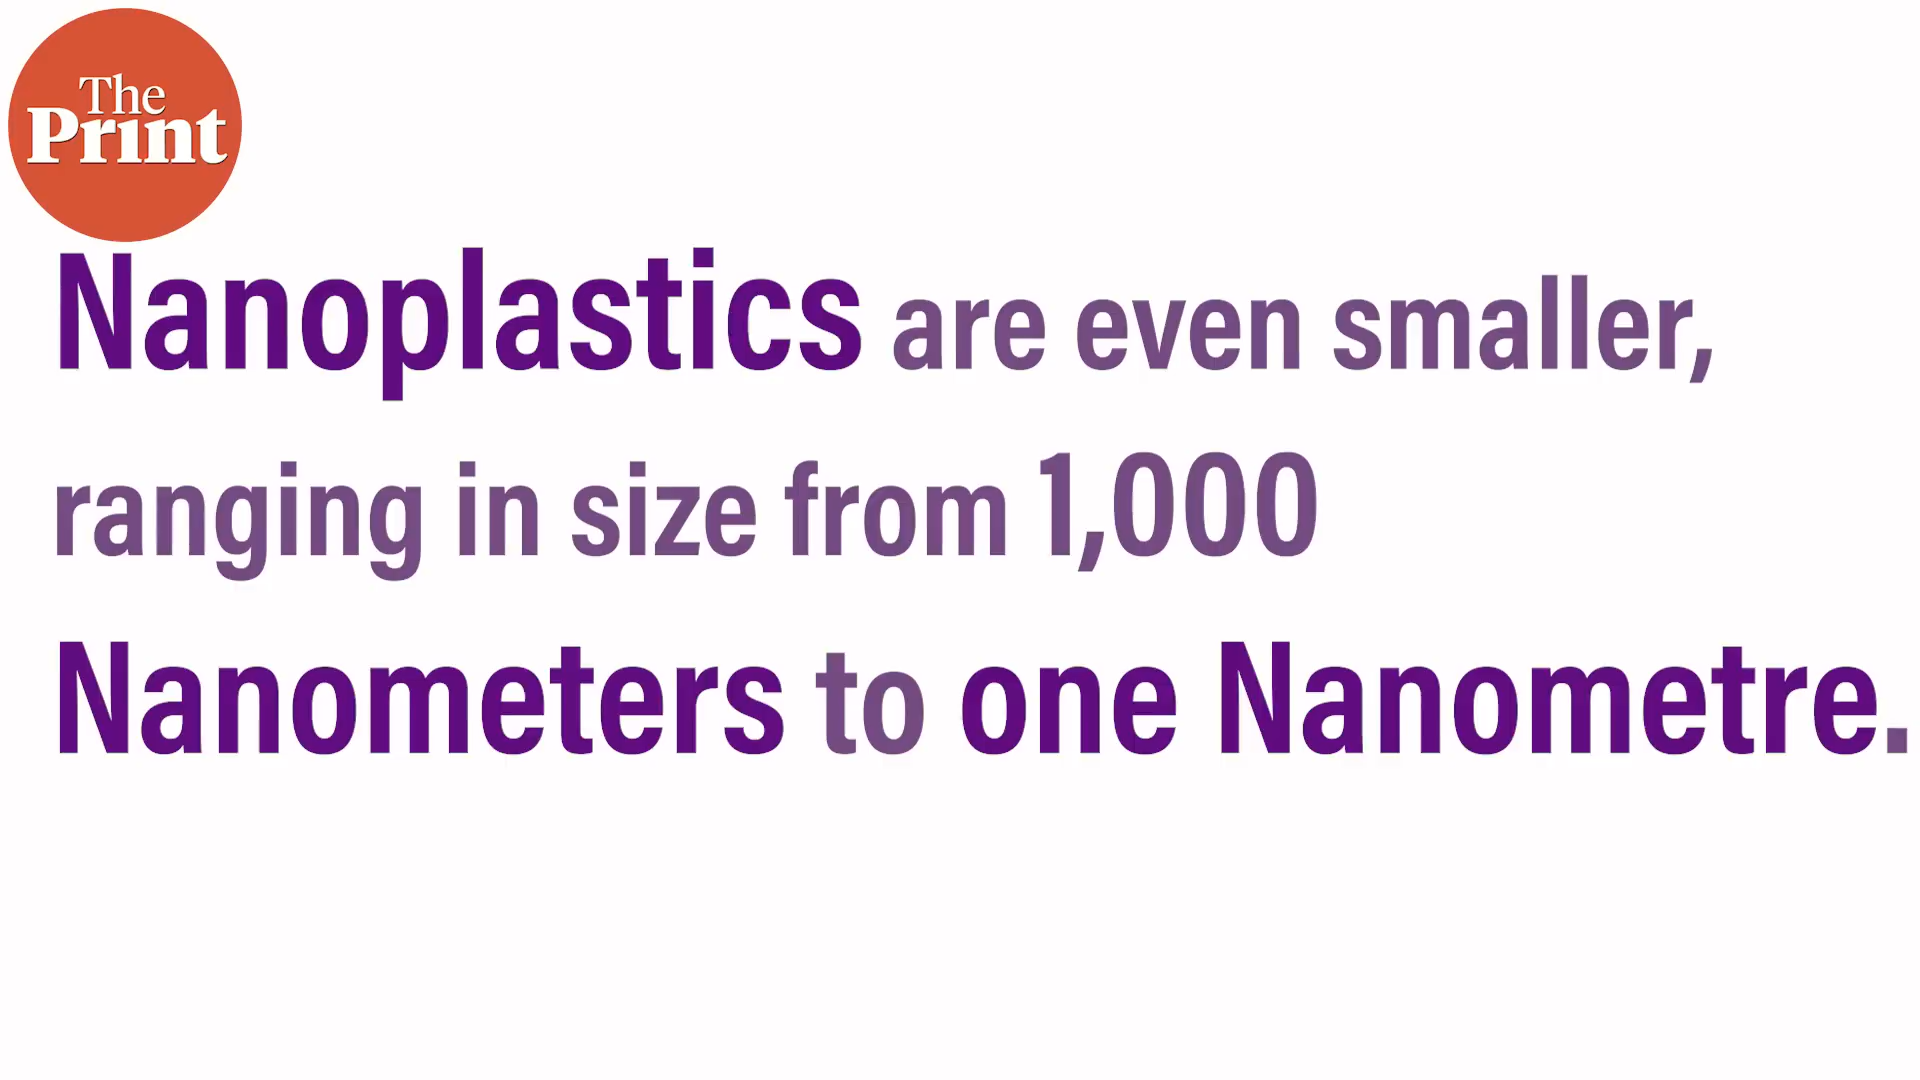 The
Print
Nanoplastics are even smaller,
ranging in size from 1,000
Nanometers to one Nanometre.